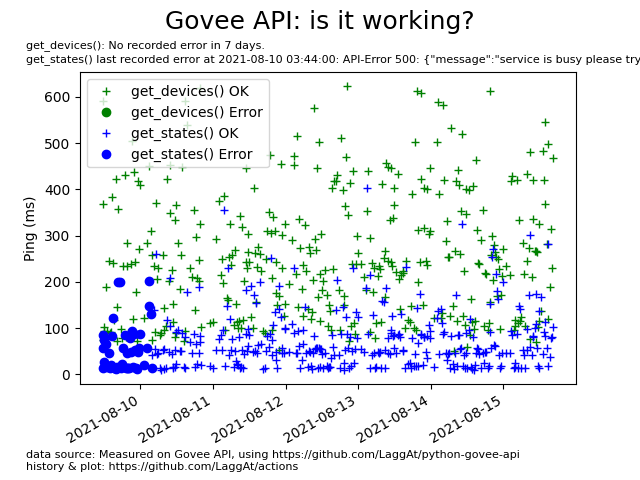 Govee API: is it working?
get_devices(): No recorded error in 7 days.
get_states() last recorded error at 2021-08-10 03:44:00: API-Error 500: {"message":"service is busy please try
get_devices() OK
get_devices() Error
get_states() OK
get_states() Error
Ping (ms)
600
500
400
300
200
100
0
2021-08-10
2021-08-11
2021-08-12
2021-08-13
2021-08-14
2021-08-15
data source: Measured on Govee API, using https://github.com/LaggAt/python-govee-api
history & plot: https://github.com/LaggAt/actions